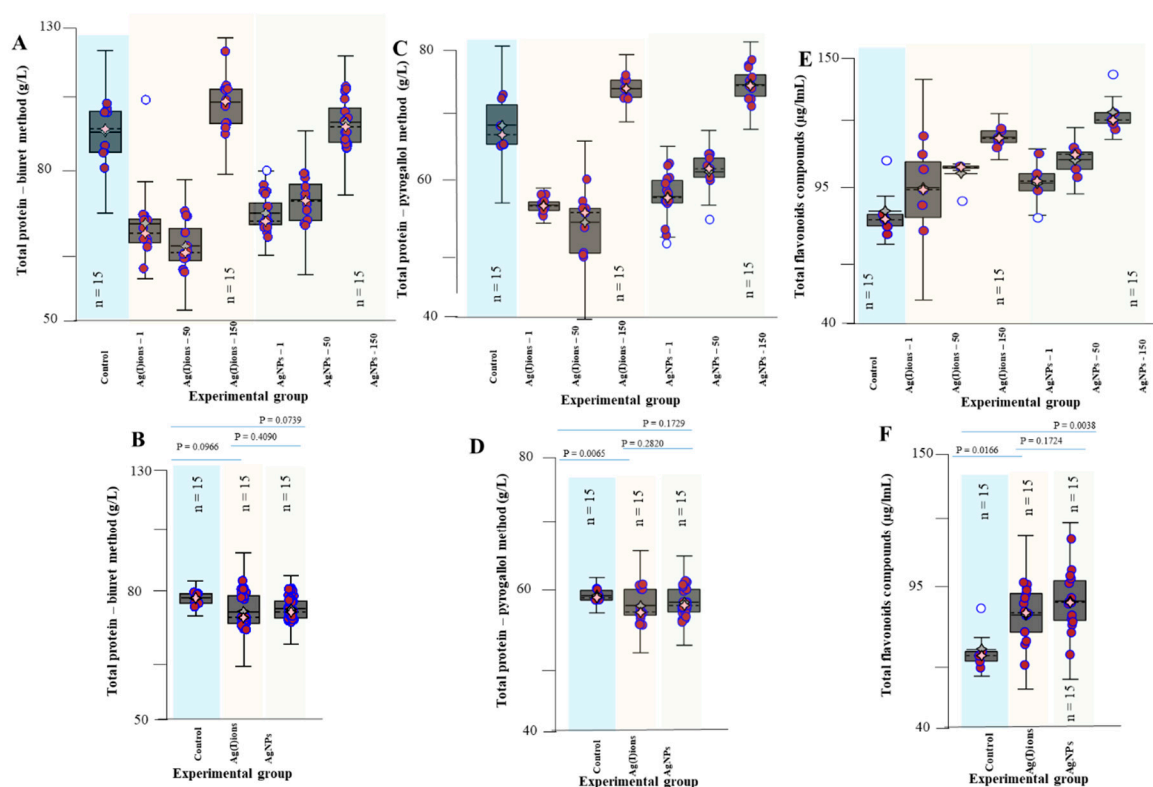 A
Total protein – biuret method (g/L)
130
80
50
n = 15
n = 15
n = 15
Control
Ag(I)ions – 1
Ag(I)ions – 50
Ag(I)ions – 150
AgNPs – 1
AgNPs – 50
AgNPs - 150
Experimental group
C
Total protein – pyrogallol method (g/L)
80
60
40
n = 15
n = 15
n = 15
Control
Ag(I)ions – 1
Ag(I)ions – 50
Ag(I)ions – 150
AgNPs – 1
AgNPs – 50
AgNPs - 150
Experimental group
E
Total flavonoids compounds (µg/lmL)
150
95
40
n = 15
n = 15
n = 15
Control
Ag(I)ions – 1
Ag(I)ions – 50
Ag(I)ions – 150
AgNPs – 1
AgNPs – 50
AgNPs - 150
Experimental group
B
P = 0.0739
P = 0.4090
P = 0.0966
Total protein – biuret method (g/L)
130
80
50
n = 15
n = 15
n = 15
Control
Ag(I)ions
AgNPs
Experimental group
D
P = 0.1729
P = 0.2820
P = 0.0065
Total protein – pyrogallol method (g/L)
80
60
40
n = 15
n = 15
n = 15
Control
Ag(I)ions
AgNPs
Experimental group
F
P = 0.0038
P = 0.1724
P = 0.0166
Total flavonoids compounds (µg/lmL)
150
95
40
n = 15
n = 15
n = 15
n = 15
Control
Ag(I)ions
AgNPs
Experimental group